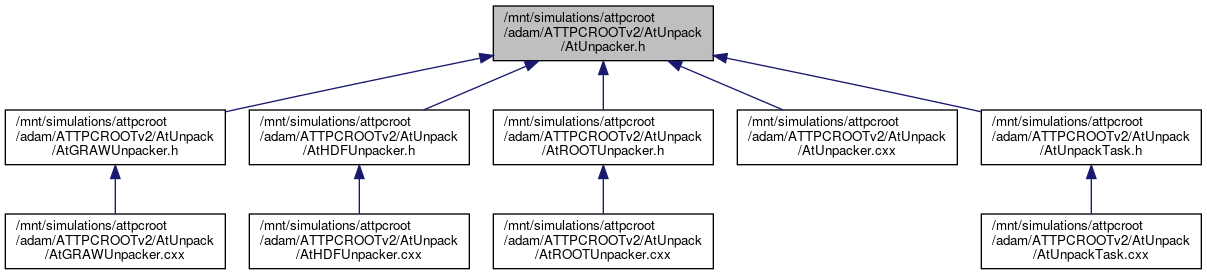 /mnt/simulations/attpcroot
/adam/ATTPCROOTv2/AtUnpack
/AtUnpacker.h
/mnt/simulations/attpcroot
/adam/ATTPCROOTv2/AtUnpack
/AtGRAWUnpacker.h
/mnt/simulations/attpcroot
/adam/ATTPCROOTv2/AtUnpack
/AtHDFUnpacker.h
/mnt/simulations/attpcroot
/adam/ATTPCROOTv2/AtUnpack
/AtROOTUnpacker.h
/mnt/simulations/attpcroot
/adam/ATTPCROOTv2/AtUnpack
/AtUnpacker.cxx
/mnt/simulations/attpcroot
/adam/ATTPCROOTv2/AtUnpack
/AtUnpackTask.h
/mnt/simulations/attpcroot
/adam/ATTPCROOTv2/AtUnpack
/AtGRAWUnpacker.cxx
/mnt/simulations/attpcroot
/adam/ATTPCROOTv2/AtUnpack
/AtHDFUnpacker.cxx
/mnt/simulations/attpcroot
/adam/ATTPCROOTv2/AtUnpack
/AtROOTUnpacker.cxx
/mnt/simulations/attpcroot
/adam/ATTPCROOTv2/AtUnpack
/AtUnpackTask.cxx